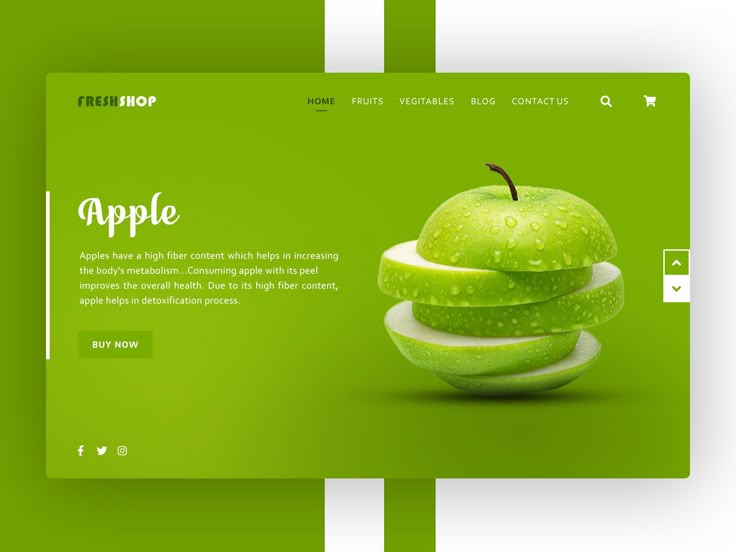 FRESHSHOP
HOME FRUITS VEGITABLES BLOG CONTACT US
Apple
Apples have a high fiber content which helps in increasing
the body's metabolism...Consuming apple with its peel
improves the overall health. Due to its high fiber content,
apple helps in detoxification process.
BUY NOW